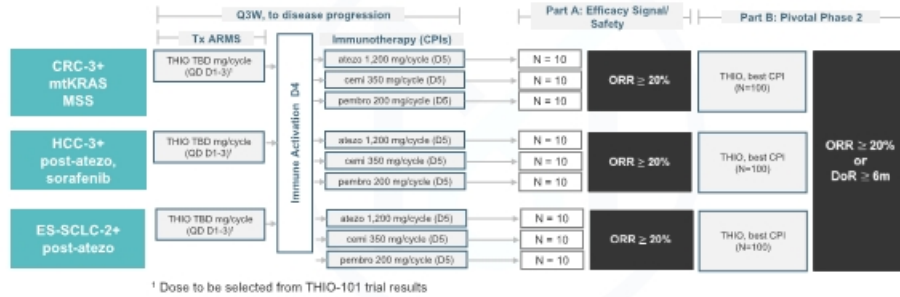 Q3W, to disease progression
Part A: Efficacy Signal/
Safety
Part B: Pivotal Phase 2
Tx ARMS
Immunotherapy (CPIs)
CRC-3+
mtKRAS
MSS
THIO TBD mg/cycle
(QD D1-3)¹
Immune Activation D4
atezo 1,200 mg/cycle (D5)
cemi 350 mg/cycle (D5)
pembro 200 mg/cycle (D5)
N = 10
N = 10
N = 10
ORR ≥ 20%
THIO, best CPI
(N=100)
HCC-3+
post-atezo,
sorafenib
THIO TBD mg/cycle
(QD D1-3)¹
atezo 1,200 mg/cycle (D5)
cemi 350 mg/cycle (D5)
pembro 200 mg/cycle (D5)
N = 10
N = 10
N = 10
ORR ≥ 20%
THIO, best CPI
(N=100)
ORR ≥ 20%
or
DoR ≥ 6m
ES-SCLC-2+
post-atezo
THIO TBD mg/cycle
(QD D1-3)¹
atezo 1,200 mg/cycle (D5)
cemi 350 mg/cycle (D5)
pembro 200 mg/cycle (D5)
N = 10
N = 10
N = 10
ORR ≥ 20%
THIO, best CPI
(N=100)
¹ Dose to be selected from THIO-101 trial results